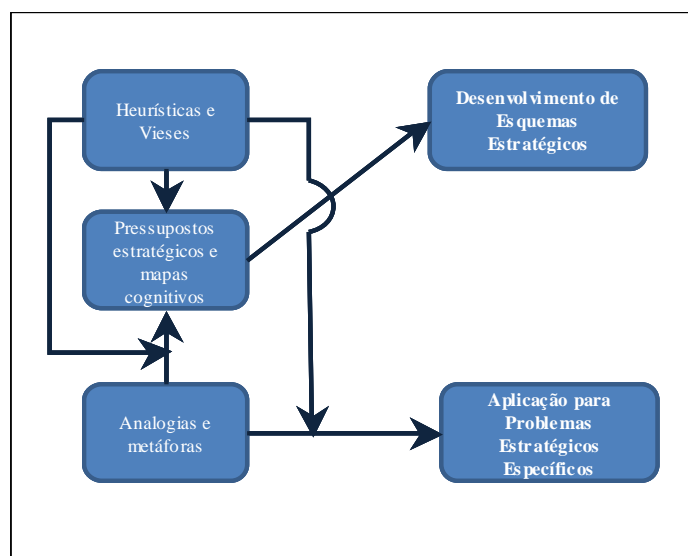 Heurísticas e
Vieses
Desenvolvimento de
Esquemas
Estratégicos
Pressupostos
estratégicos e
mapas
cognitivos
Analogias e
metáforas
Aplicação para
Problemas
Estratégicos
Específicos